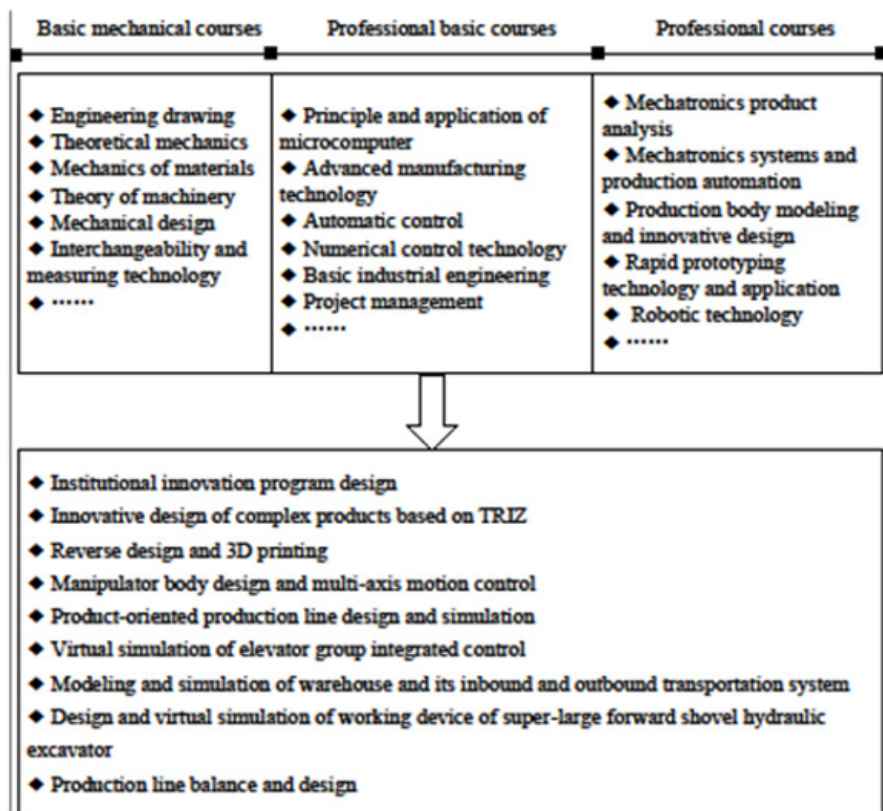 Basic mechanical courses
Professional basic courses
Professional courses
◆ Engineering drawing
◆ Theoretical mechanics
◆ Mechanics of materials
◆ Theory of machinery
◆ Mechanical design
◆ Interchangeability and
measuring technology
◆ ······
◆ Principle and application of
microcomputer
◆ Advanced manufacturing
technology
◆ Automatic control
◆ Numerical control technology
◆ Basic industrial engineering
◆ Project management
◆ ······
◆ Mechatronics product
analysis
◆ Mechatronics systems and
production automation
◆ Production body modeling
and innovative design
◆ Rapid prototyping
technology and application
◆ Robotic technology
◆ ······
◆ Institutional innovation program design
◆ Innovative design of complex products based on TRIZ
◆ Reverse design and 3D printing
◆ Manipulator body design and multi-axis motion control
◆ Product-oriented production line design and simulation
◆ Virtual simulation of elevator group integrated control
◆ Modeling and simulation of warehouse and its inbound and outbound transportation system
◆ Design and virtual simulation of working device of super-large forward shovel hydraulic
excavator
◆ Production line balance and design